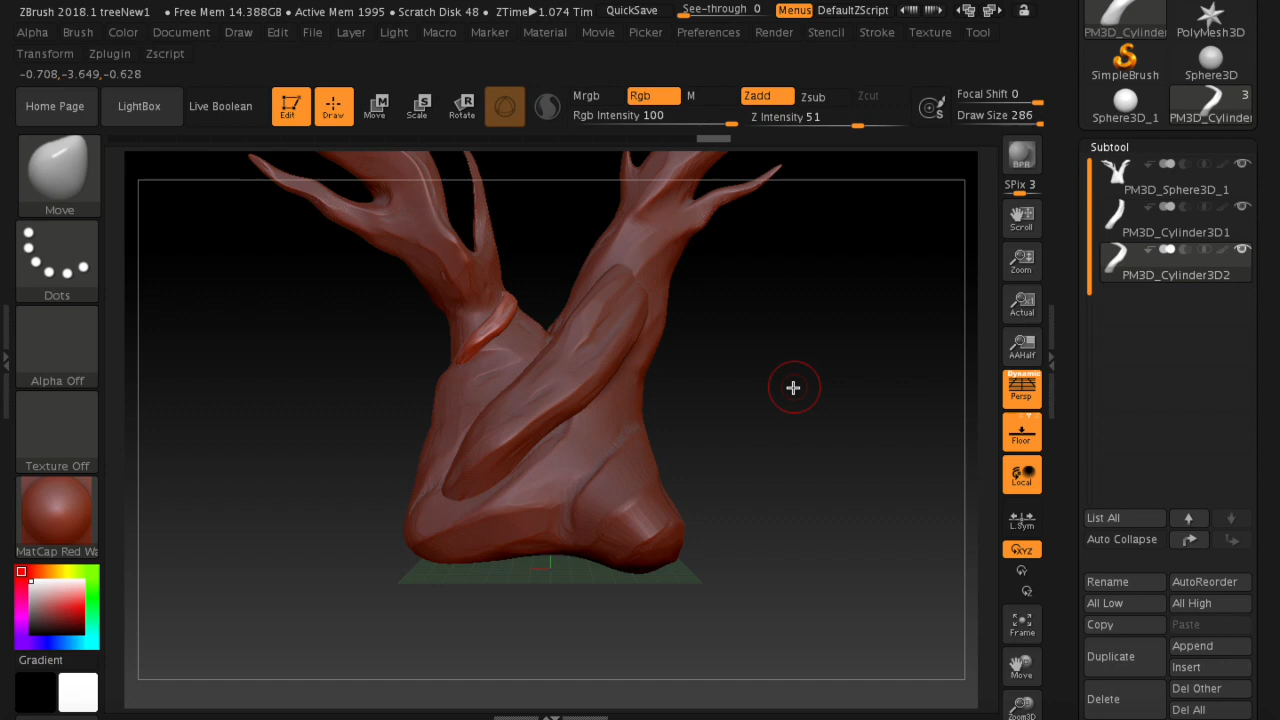 ZBrush 2018.1 treeNew1 • Free Mem 14.388GB • Active Mem 1995 • Scratch Disk 48 • ZTime▶1.074 Tim QuickSave See-through 0 Menus DefaultZScript
Alpha Brush Color Document Draw Edit File Layer Light Macro Marker Material Movie Picker Preferences Render Stencil Stroke Texture Tool
Transform Zplugin Zscript
-0.708,-3.649,-0.628
Home Page LightBox Live Boolean Edit Draw Move Scale Rotate
M S R
Mrgb Rgb M Zadd Zsub Zcut
Rgb Intensity 100 Z Intensity 51
S
Focal Shift 0
Draw Size 286
Move
Dots
Alpha Off
Texture Off
MatCap Red Wa
Gradient
BPR
SPix 3
Scroll
Zoom
Actual
AAHalf
Dynamic
Persp
Floor
Local
L.Sym
XYZ
Y
Z
Frame
Move
Zoom3D
PM3D_Cylinder PolyMesh3D
SimpleBrush Sphere3D
3
Sphere3D_1 PM3D_Cylinder
Subtool
PM3D_Sphere3D_1
PM3D_Cylinder3D1
PM3D_Cylinder3D2
List All
Auto Collapse
Rename AutoReorder
All Low All High
Copy Paste
Duplicate Append
Insert
Delete Del Other
Del All